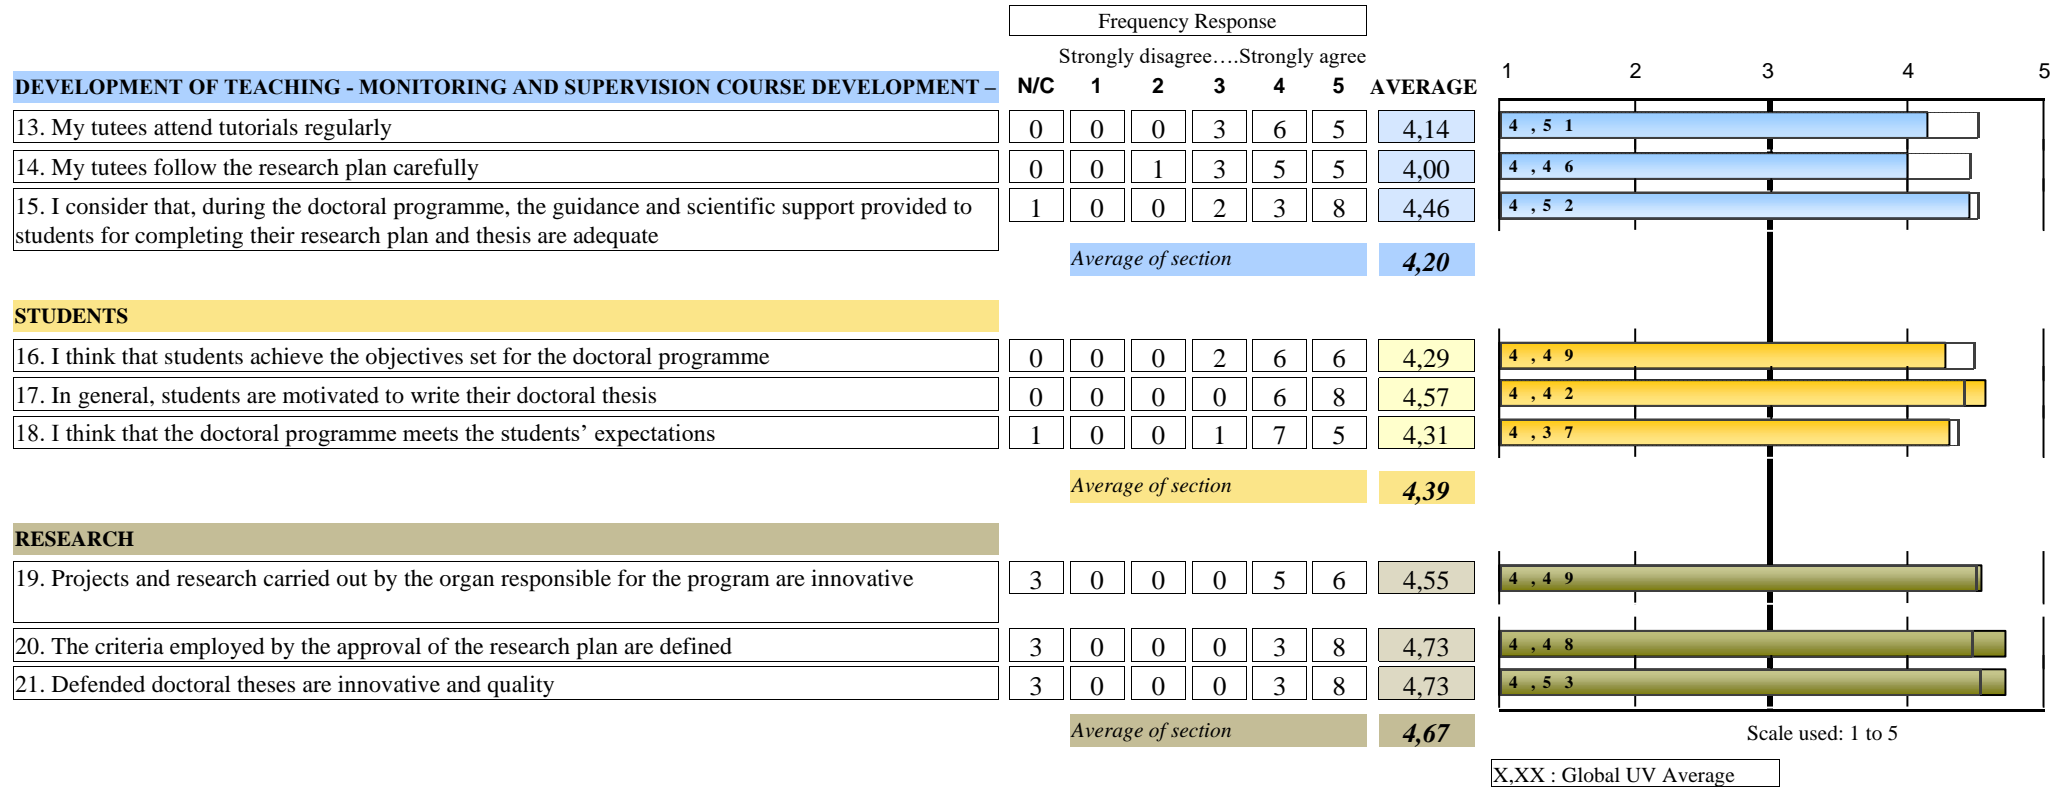 Frequency Response
Strongly disagree….Strongly agree
DEVELOPMENT OF TEACHING - MONITORING AND SUPERVISION COURSE DEVELOPMENT – N/C 1 2 3 4 5 AVERAGE 1 2 3 4 5
13. My tutees attend tutorials regularly 0 0 0 3 6 5 4,14 4,51
14. My tutees follow the research plan carefully 0 0 1 3 5 5 4,00 4,46
15. I consider that, during the doctoral programme, the guidance and scientific support provided to 1 0 0 2 3 8 4,46 4,52
students for completing their research plan and thesis are adequate
Average of section 4,20
STUDENTS
16. I think that students achieve the objectives set for the doctoral programme 0 0 0 2 6 6 4,29 4,49
17. In general, students are motivated to write their doctoral thesis 0 0 0 0 6 8 4,57 4,42
18. I think that the doctoral programme meets the students’ expectations 1 0 0 1 7 5 4,31 4,37
Average of section 4,39
RESEARCH
19. Projects and research carried out by the organ responsible for the program are innovative 3 0 0 0 5 6 4,55 4,49
20. The criteria employed by the approval of the research plan are defined 3 0 0 0 3 8 4,73 4,48
21. Defended doctoral theses are innovative and quality 3 0 0 0 3 8 4,73 4,53
Average of section 4,67
Scale used: 1 to 5
X,XX : Global UV Average